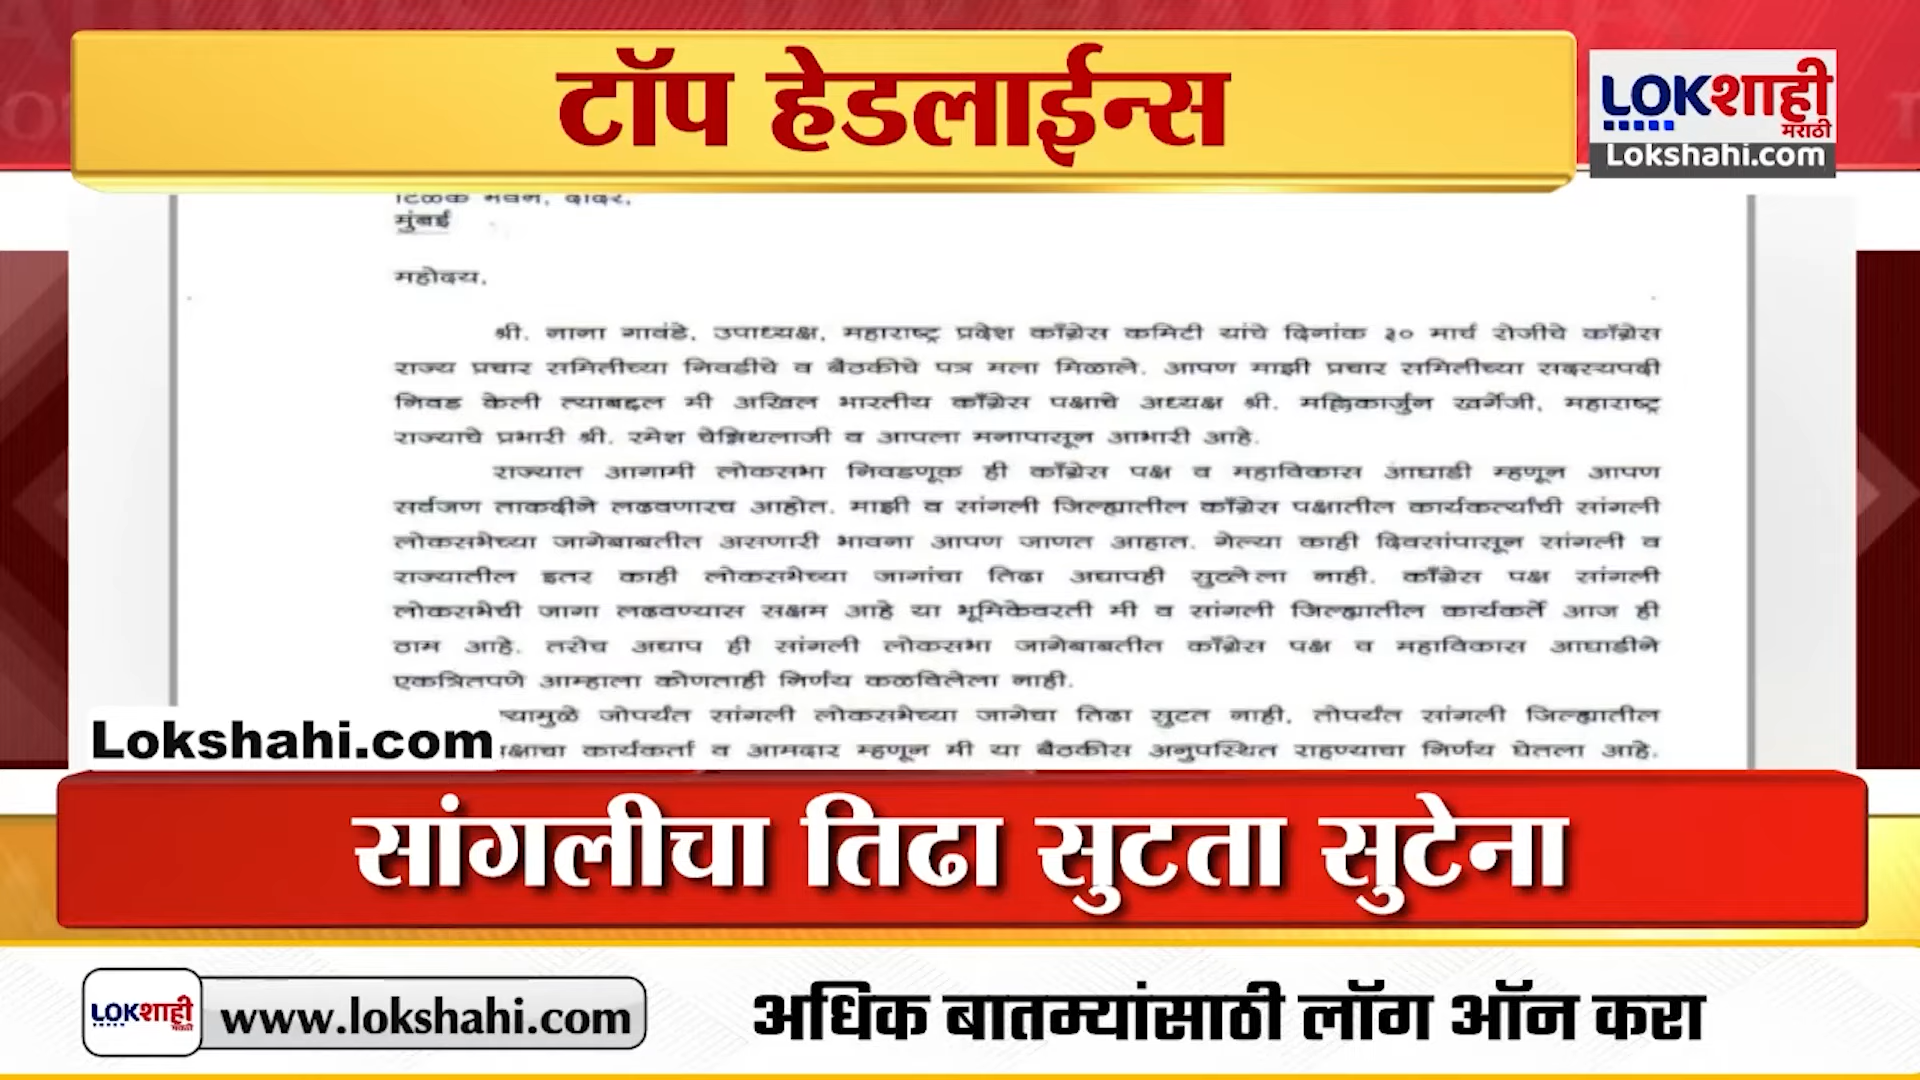 टॉप हेडलाईन्स
LOKशाही
मराठी
Lokshahi.com
टिळक भवन, दादर,
मुंबई
महोदय,
श्री. नाना गावंडे, उपाध्यक्ष, महाराष्ट्र प्रदेश काँग्रेस कमिटी यांचे दिनांक ३० मार्च रोजीचे काँग्रेस
राज्य प्रचार समितीच्या निवडीचे व बैठकीचे पत्र मला मिळाले. आपण माझी प्रचार समितीच्या सदस्यपदी
निवड केली त्याबद्दल मी अखिल भारतीय काँग्रेस पक्षाचे अध्यक्ष श्री. मल्लिकार्जुन खर्गेजी, महाराष्ट्र
राज्याचे प्रभारी श्री. रमेश चेन्निथलाजी व आपला मनापासून आभारी आहे.
राज्यात आगामी लोकसभा निवडणूक ही काँग्रेस पक्ष व महाविकास आघाडी म्हणून आपण
सर्वजण ताकदीने लढवणारच आहोत. माझी व सांगली जिल्ह्यातील काँग्रेस पक्षातील कार्यकर्त्यांची सांगली
लोकसभेच्या जागेबाबतीत असणारी भावना आपण जाणत आहात. गेल्या काही दिवसांपासून सांगली व
राज्यातील इतर काही लोकसभेच्या जागांचा तिढा अद्यापही सुटलेला नाही. काँग्रेस पक्ष सांगली
लोकसभेची जागा लढवण्यास सक्षम आहे या भूमिकेवरती मी व सांगली जिल्ह्यातील कार्यकर्ते आज ही
ठाम आहे. तसेच अद्याप ही सांगली लोकसभा जागेबाबतीत काँग्रेस पक्ष व महाविकास आघाडीने
एकत्रितपणे आम्हाला कोणताही निर्णय कळविलेला नाही.
त्यामुळे जोपर्यंत सांगली लोकसभेच्या जागेचा तिढा सुटत नाही, तोपर्यंत सांगली जिल्ह्यातील
पक्षाचा कार्यकर्ता व आमदार म्हणून मी या बैठकीस अनुपस्थित राहण्याचा निर्णय घेतला आहे.
Lokshahi.com
सांगलीचा तिढा सुटता सुटेना
LOKशाही
मराठी
www.lokshahi.com
अधिक बातम्यांसाठी लॉग ऑन करा